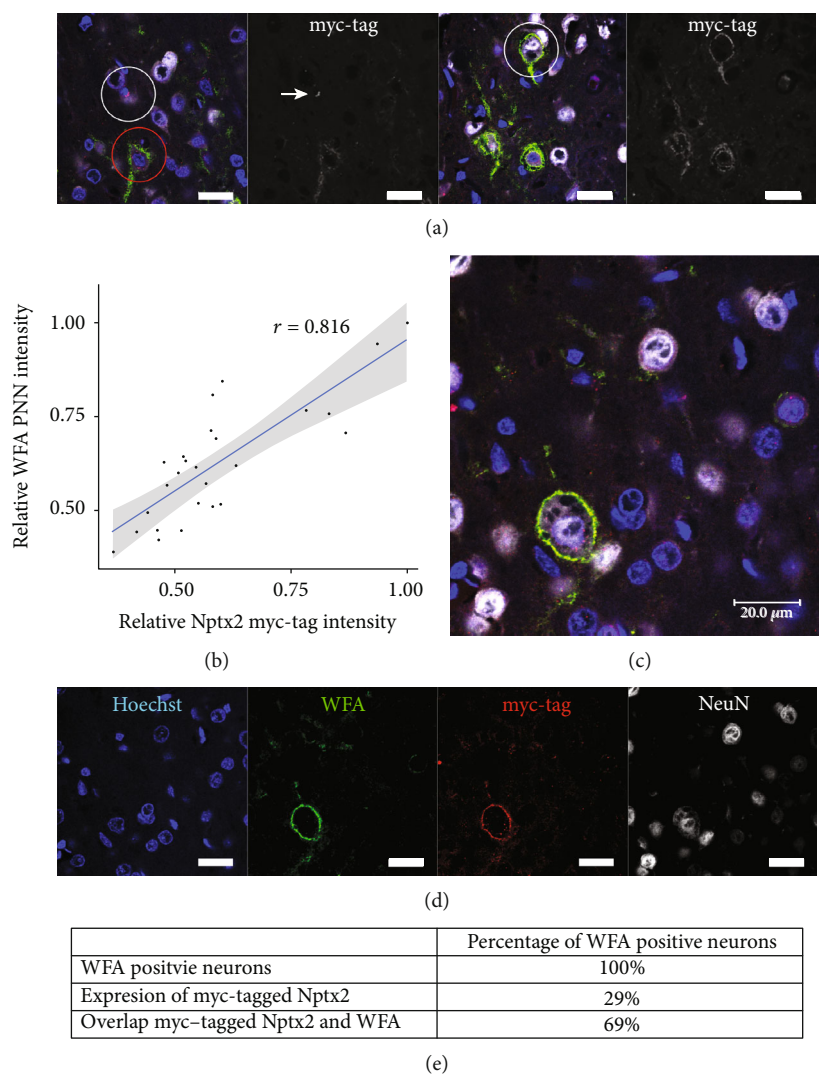 myc-tag myc-tag
(a)
r = 0.816
1.00
0.75
0.50
Relative WFA PNN intensity
0.50 0.75 1.00
Relative Nptx2 myc-tag intensity
(b)
20.0 µm
(c)
Hoechst WFA myc-tag NeuN
(d)
Percentage of WFA positive neurons
WFA positvie neurons 100%
Expresion of myc-tagged Nptx2 29%
Overlap myc–tagged Nptx2 and WFA 69%
(e)